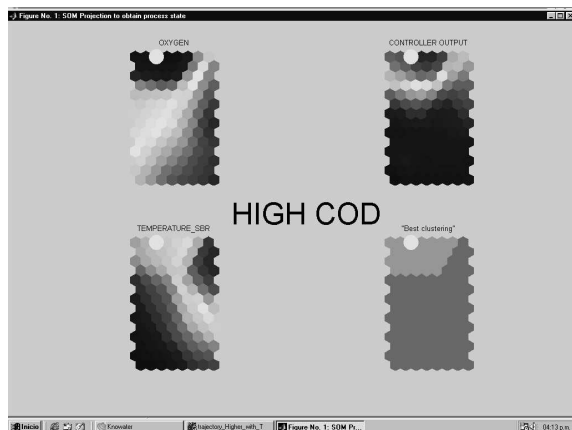 Figure No. 1: SOM Projection to obtain process state
OXYGEN
CONTROLLER OUTPUT
HIGH COD
TEMPERATURE_SBR
"Best clustering"
Inicio
Knowater
trajectory_Higher_with_T
Figure No. 1: SOM Pr...
04:13 p.m.